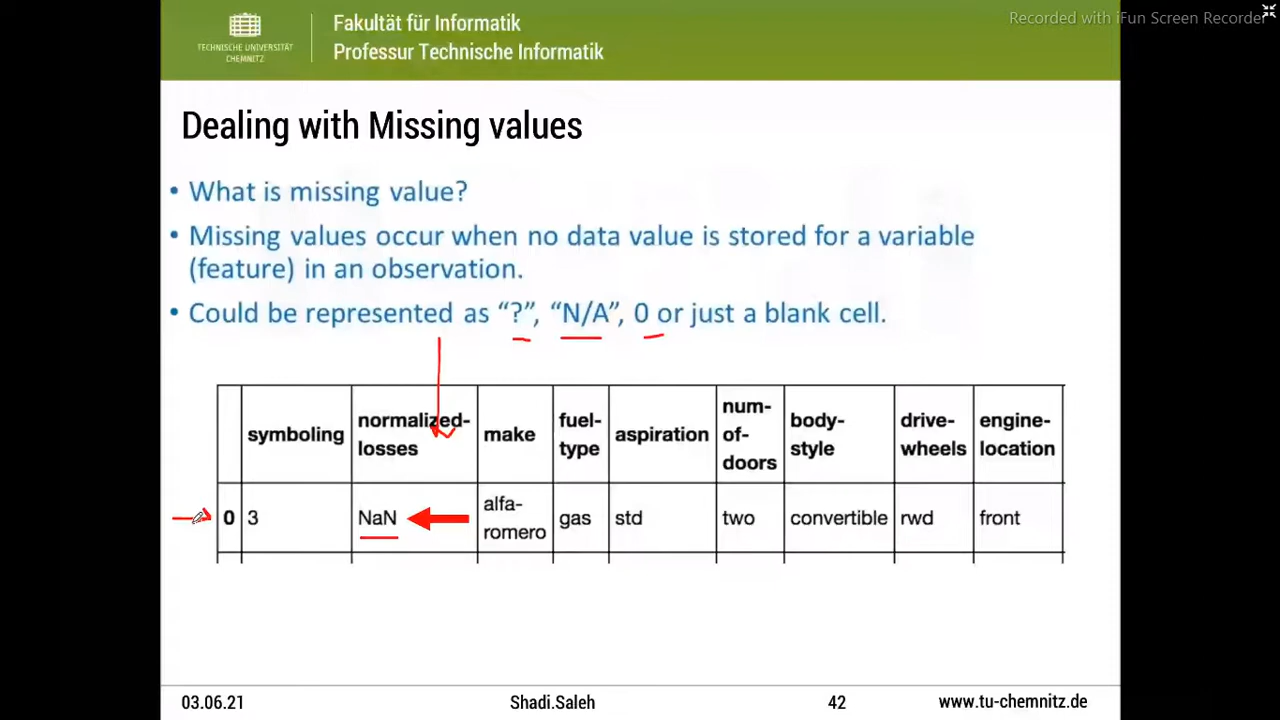 Recorded with iFun Screen Recorder
TECHNISCHE UNIVERSITÄT
CHEMNITZ
Fakultät für Informatik
Professur Technische Informatik
Dealing with Missing values
• What is missing value?
• Missing values occur when no data value is stored for a variable
(feature) in an observation.
• Could be represented as “?”, “N/A”, 0 or just a blank cell.
symboling normalized-losses make fuel-type aspiration num-of-doors body-style drive-wheels engine-location
0 3 NaN alfa-romero gas std two convertible rwd front
03.06.21 Shadi.Saleh 42 www.tu-chemnitz.de